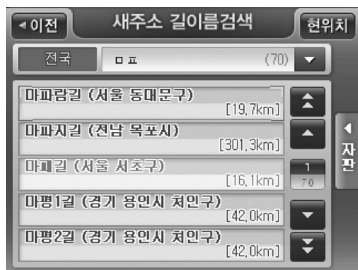 이전 새주소 길이름검색 현위치
전국 ㅁㅍ (70)
마파람길 (서울 동대문구)
[19,7km]
마파지길 (전남 목포시)
[301,3km]
마패길 (서울 서초구)
[16,1km]
1
70
마평1길 (경기 용인시 처인구)
[42,0km]
마평2길 (경기 용인시 처인구)
[42,0km]
자판